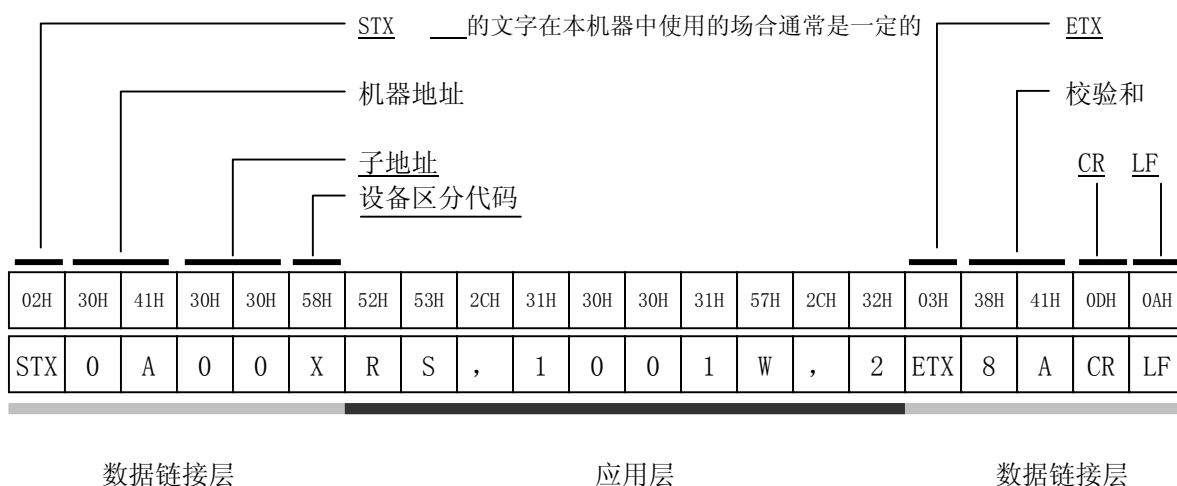 STX ___的文字在本机器中使用的场合通常是一定的 ETX
机器地址 校验和
子地址 CR LF
设备区分代码
02H 30H 41H 30H 30H 58H 52H 53H 2CH 31H 30H 30H 31H 57H 2CH 32H 03H 38H 41H 0DH 0AH
STX 0 A 0 0 X R S , 1 0 0 1 W , 2 ETX 8 A CR LF
数据链接层 应用层 数据链接层